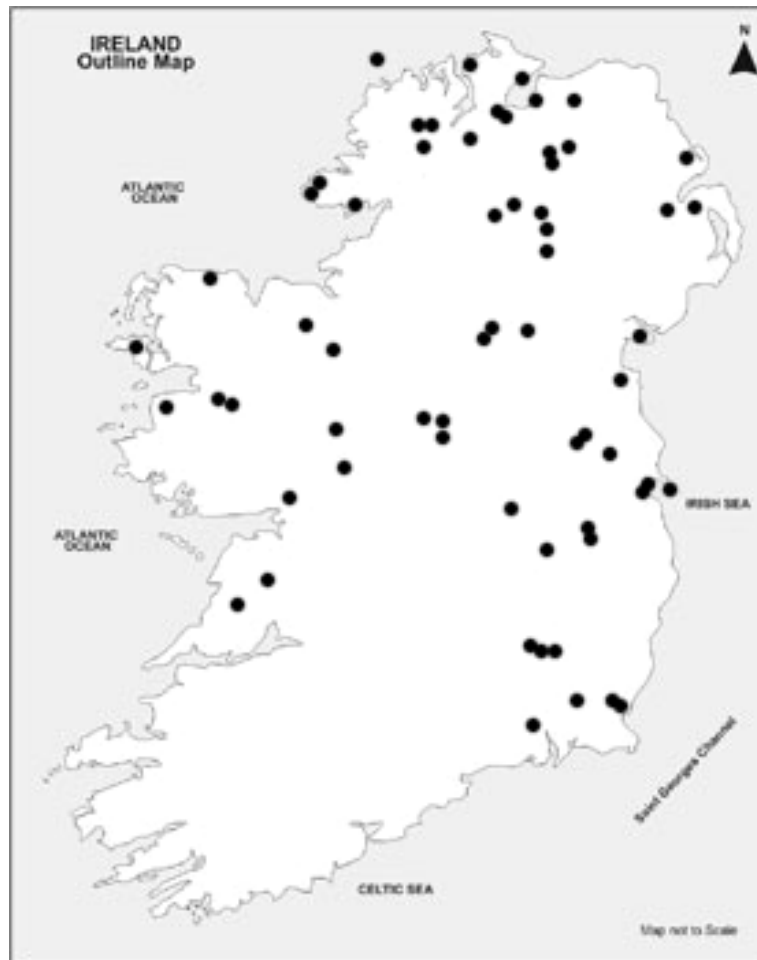 IRELAND
Outline Map
N
ATLANTIC
OCEAN
IRISH SEA
ATLANTIC
OCEAN
Saint Georges Channel
CELTIC SEA
Map not to Scale